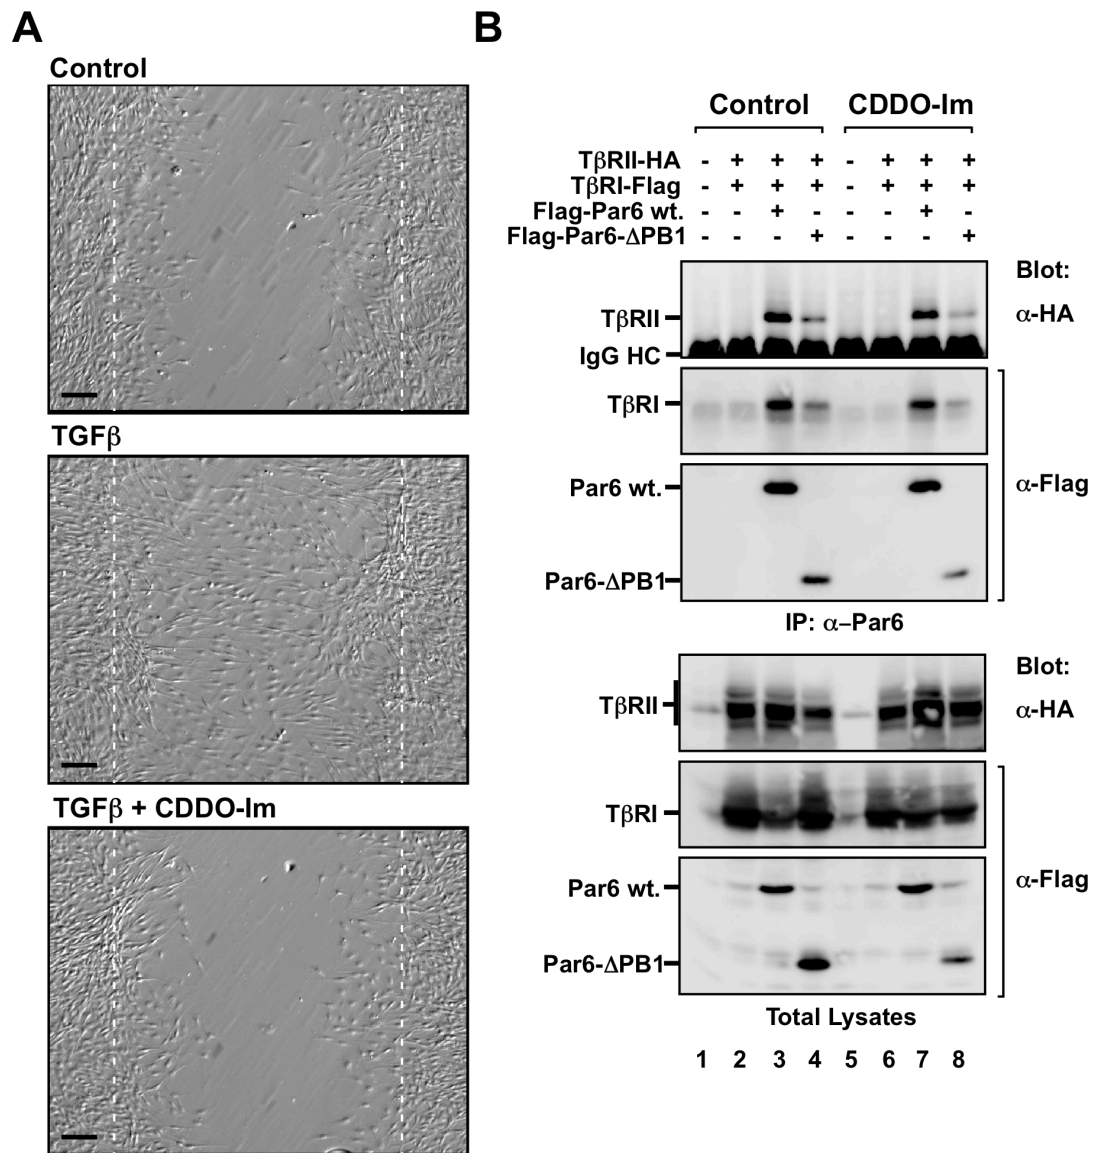 A
B
Control
TGFβ
TGFβ + CDDO-Im
Control CDDO-Im
TβRII-HA - + + + - + + +
TβRI-Flag - + + + - + + +
Flag-Par6 wt. - - + - - - + -
Flag-Par6-ΔPB1 - - - + - - - +
Blot:
TβRII
α-HA
IgG HC
TβRI
Par6 wt.
α-Flag
Par6-ΔPB1
IP: α–Par6
Blot:
TβRII
α-HA
TβRI
Par6 wt.
α-Flag
Par6-ΔPB1
Total Lysates
1 2 3 4 5 6 7 8